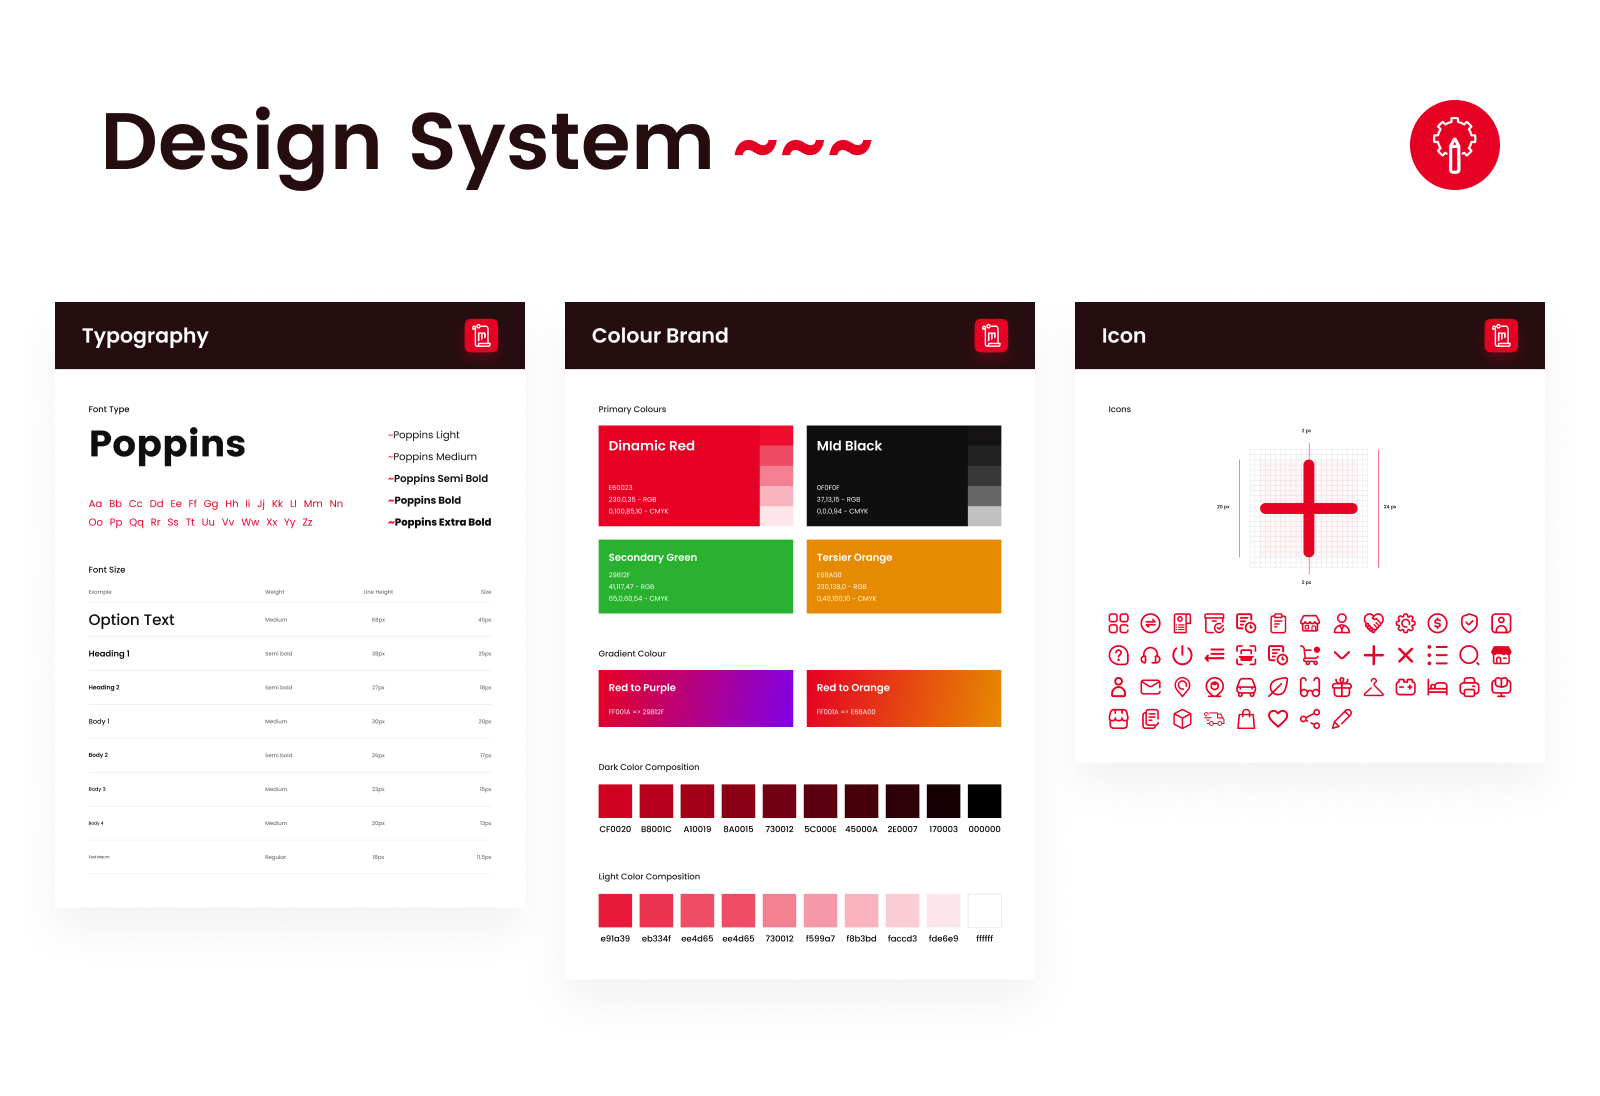 Design System ~~~
Typography
Font Type
Poppins
Aa Bb Cc Dd Ee Ff Gg Hh Ii Jj Kk Ll Mm Nn
Oo Pp Qq Rr Ss Tt Uu Vv Ww Xx Yy Zz
~Poppins Light
~Poppins Medium
~Poppins Semi Bold
~Poppins Bold
~Poppins Extra Bold
Font Size
Example Weight Line Height Size
Option Text Medium 68px 45px
Heading 1 Semi bold 38px 25px
Heading 2 Semi bold 27px 18px
Body 1 Medium 30px 20px
Body 2 Semi bold 26px 17px
Body 3 Medium 23px 15px
Body 4 Medium 20px 13px
Regular 18px 11,5px
Colour Brand
Primary Colours
Dinamic Red
E60023
230,0,35 - RGB
0,100,85,10 - CMYK
MId Black
0F0F0F
37,13,15 - RGB
0,0,0,94 - CMYK
Secondary Green
29B12F
41,117,47 - RGB
65,0,60,54 - CMYK
Tersier Orange
E68A00
230,138,0 - RGB
0,40,100,10 - CMYK
Gradient Colour
Red to Purple
FF001A => 29B12F
Red to Orange
FF001A => E68A00
Dark Color Composition
CF0020 B8001C A10019 8A0015 730012 5C000E 45000A 2E0007 170003 000000
Light Color Composition
e91a39 eb334f ee4d65 ee4d65 730012 f599a7 f8b3bd faccd3 fde6e9 ffffff
Icon
Icons
2 px
20 px
24 px
2 px